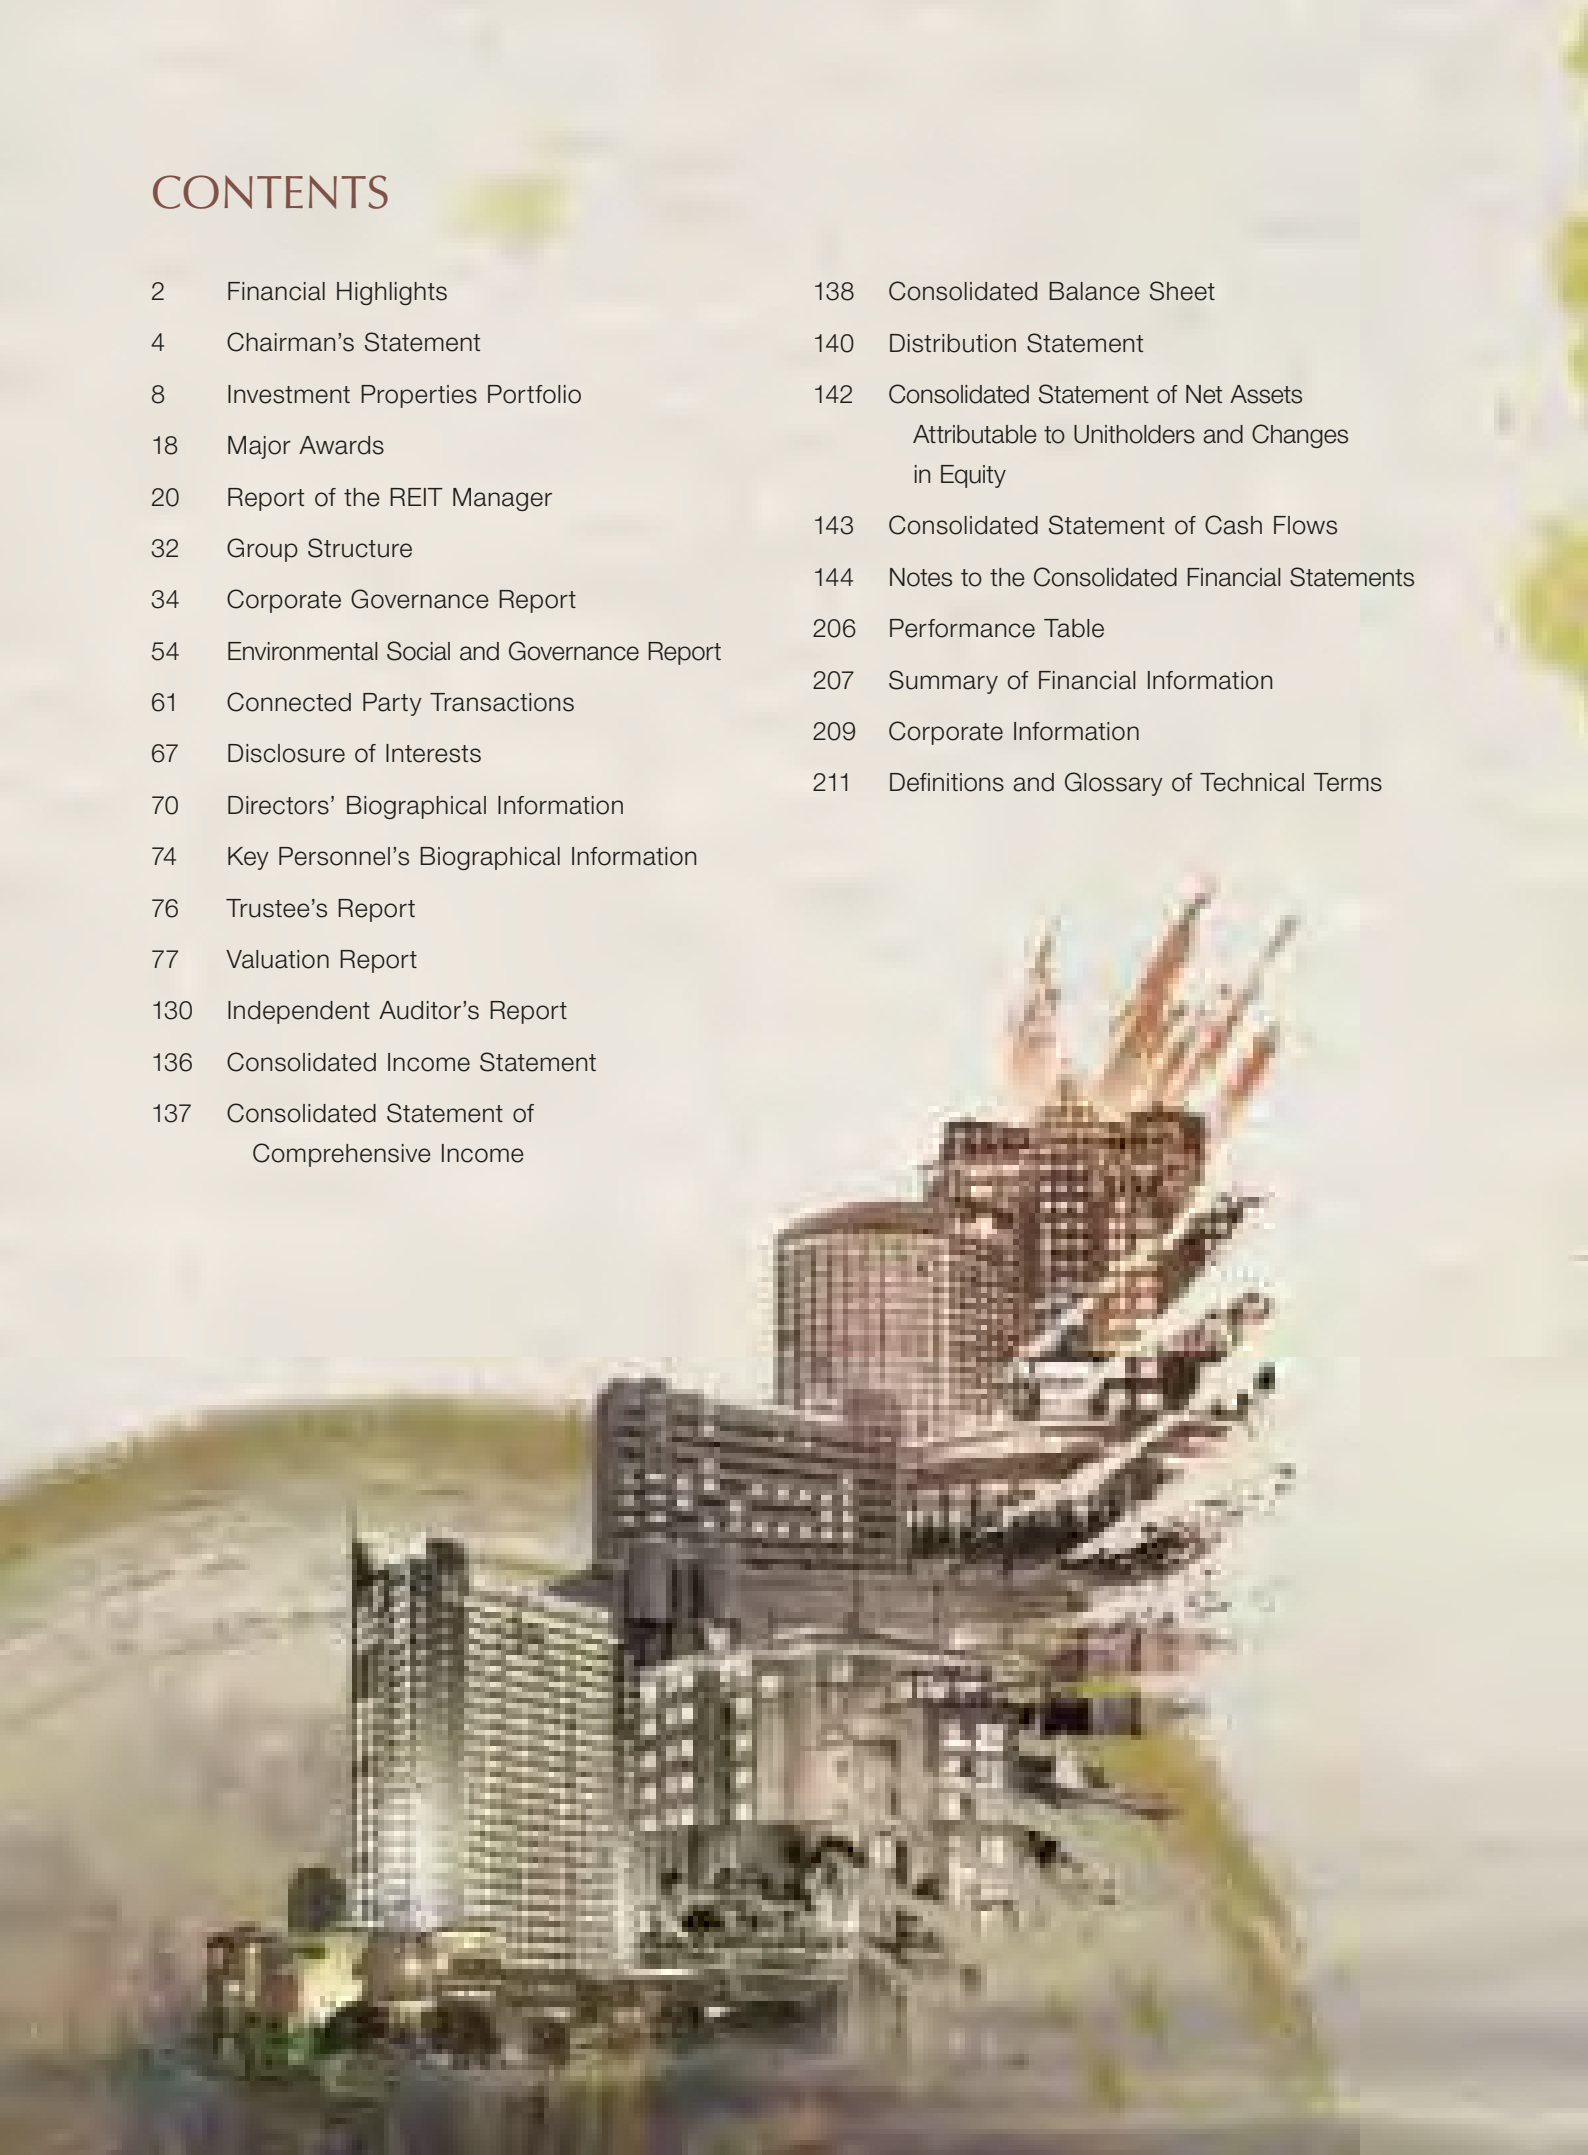 CONTENTS
2 Financial Highlights
4 Chairman’s Statement
8 Investment Properties Portfolio
18 Major Awards
20 Report of the REIT Manager
32 Group Structure
34 Corporate Governance Report
54 Environmental Social and Governance Report
61 Connected Party Transactions
67 Disclosure of Interests
70 Directors’ Biographical Information
74 Key Personnel’s Biographical Information
76 Trustee’s Report
77 Valuation Report
130 Independent Auditor’s Report
136 Consolidated Income Statement
137 Consolidated Statement of
Comprehensive Income
138 Consolidated Balance Sheet
140 Distribution Statement
142 Consolidated Statement of Net Assets
Attributable to Unitholders and Changes
in Equity
143 Consolidated Statement of Cash Flows
144 Notes to the Consolidated Financial Statements
206 Performance Table
207 Summary of Financial Information
209 Corporate Information
211 Definitions and Glossary of Technical Terms